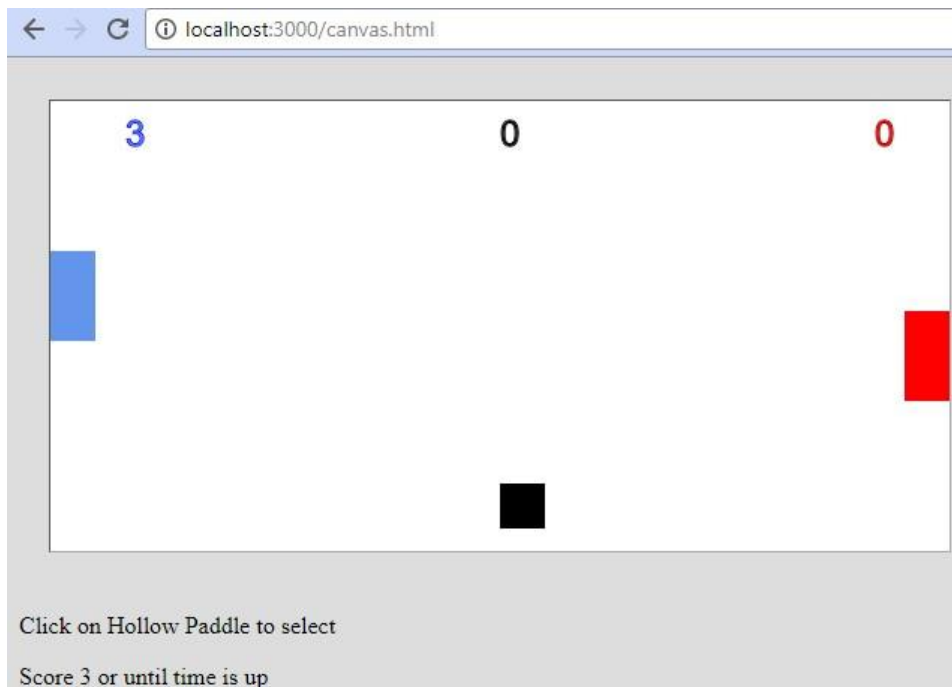 localhost:3000/canvas.html
3 0 0
Click on Hollow Paddle to select
Score 3 or until time is up